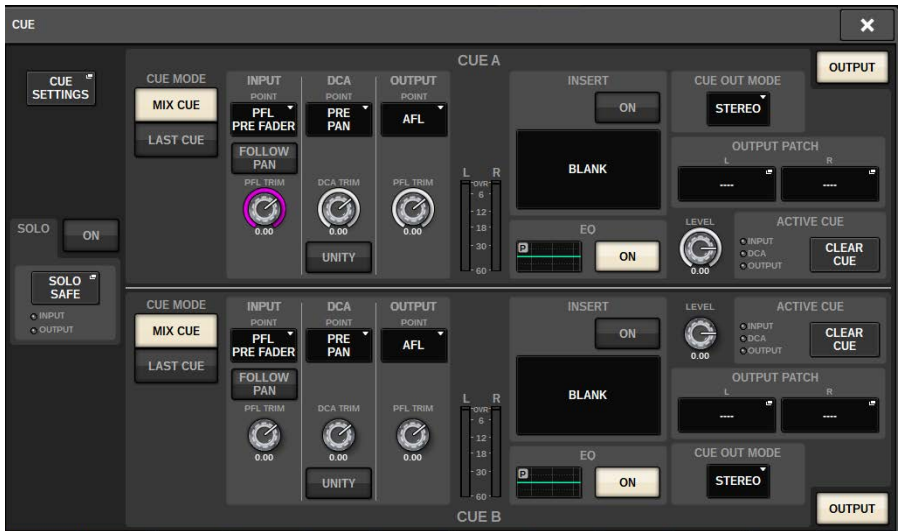 CUE
CUE SETTINGS
SOLO
ON
SOLO SAFE
INPUT
OUTPUT
CUE A
OUTPUT
CUE MODE
MIX CUE
LAST CUE
INPUT
POINT
PFL PRE FADER
FOLLOW PAN
PFL TRIM
0.00
DCA
POINT
PRE PAN
DCA TRIM
0.00
UNITY
OUTPUT
POINT
AFL
PFL TRIM
0.00
L R
OVR
6
12
18
30
60
INSERT
ON
BLANK
EQ
P
ON
CUE OUT MODE
STEREO
OUTPUT PATCH
L R
---- ----
LEVEL
0.00
ACTIVE CUE
INPUT
DCA
OUTPUT
CLEAR CUE
CUE MODE
MIX CUE
LAST CUE
INPUT
POINT
PFL PRE FADER
FOLLOW PAN
PFL TRIM
0.00
DCA
POINT
PRE PAN
DCA TRIM
0.00
UNITY
OUTPUT
POINT
AFL
PFL TRIM
0.00
L R
OVR
6
12
18
30
60
INSERT
ON
BLANK
EQ
P
ON
LEVEL
0.00
ACTIVE CUE
INPUT
DCA
OUTPUT
CLEAR CUE
OUTPUT PATCH
L R
---- ----
CUE OUT MODE
STEREO
OUTPUT
CUE B